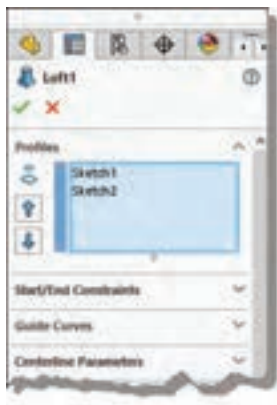 Loft1
Profiles
Sketch1
Sketch2
Start/End Constraints
Guide Curves
Centerline Parameters